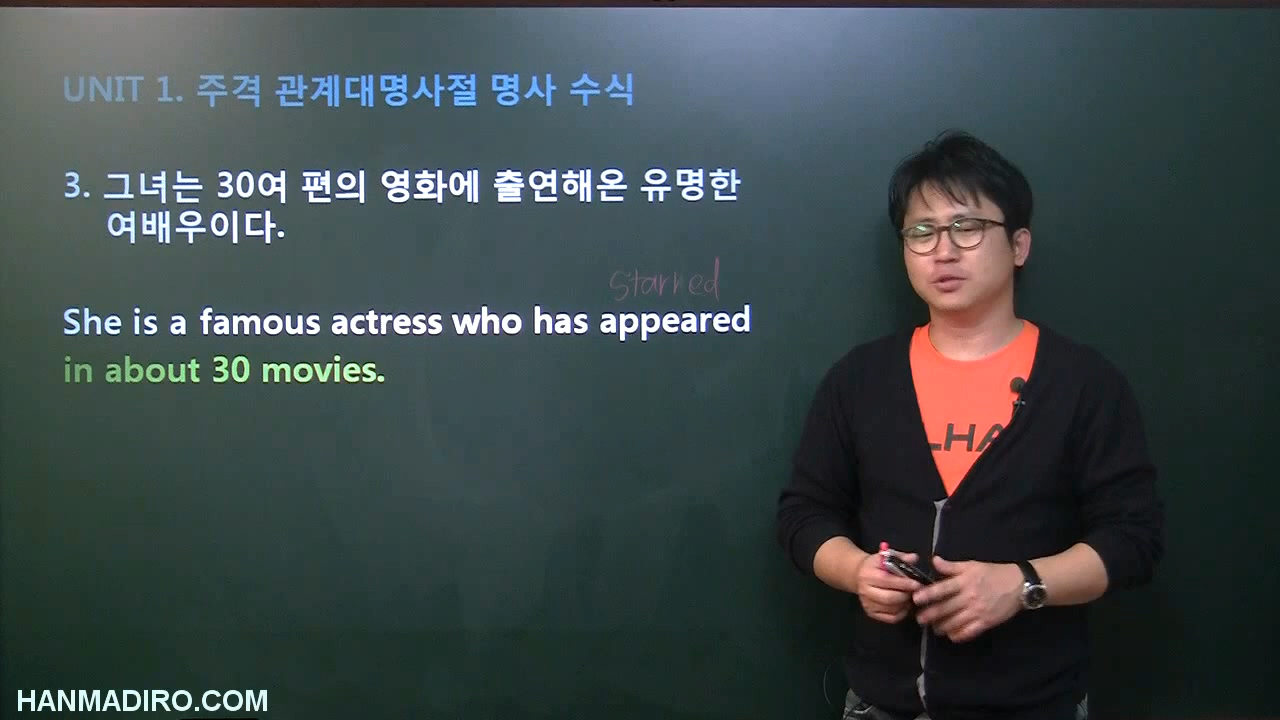 UNIT 1. 주격 관계대명사절 명사 수식
3. 그녀는 30여 편의 영화에 출연해온 유명한
여배우이다.
starred
She is a famous actress who has appeared
in about 30 movies.
LHA
HANMADIRO.COM